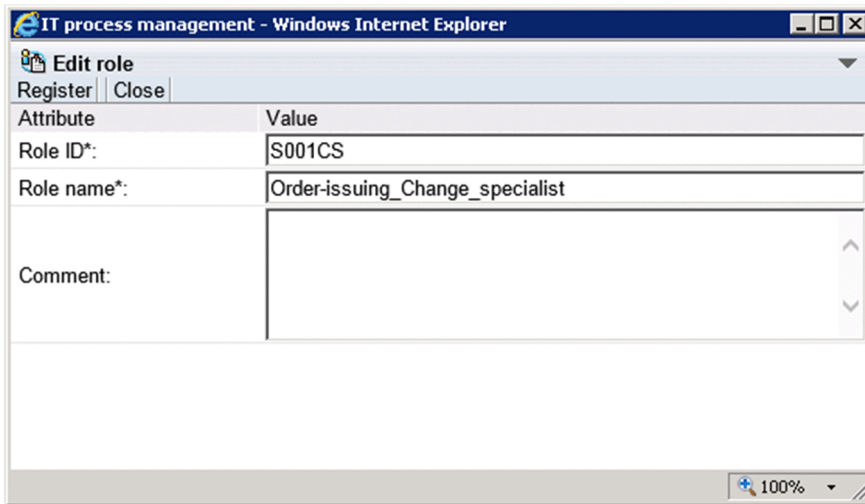 IT process management - Windows Internet Explorer
Edit role
Register Close
Attribute Value
Role ID*: S001CS
Role name*: Order-issuing_Change_specialist
Comment:
100%